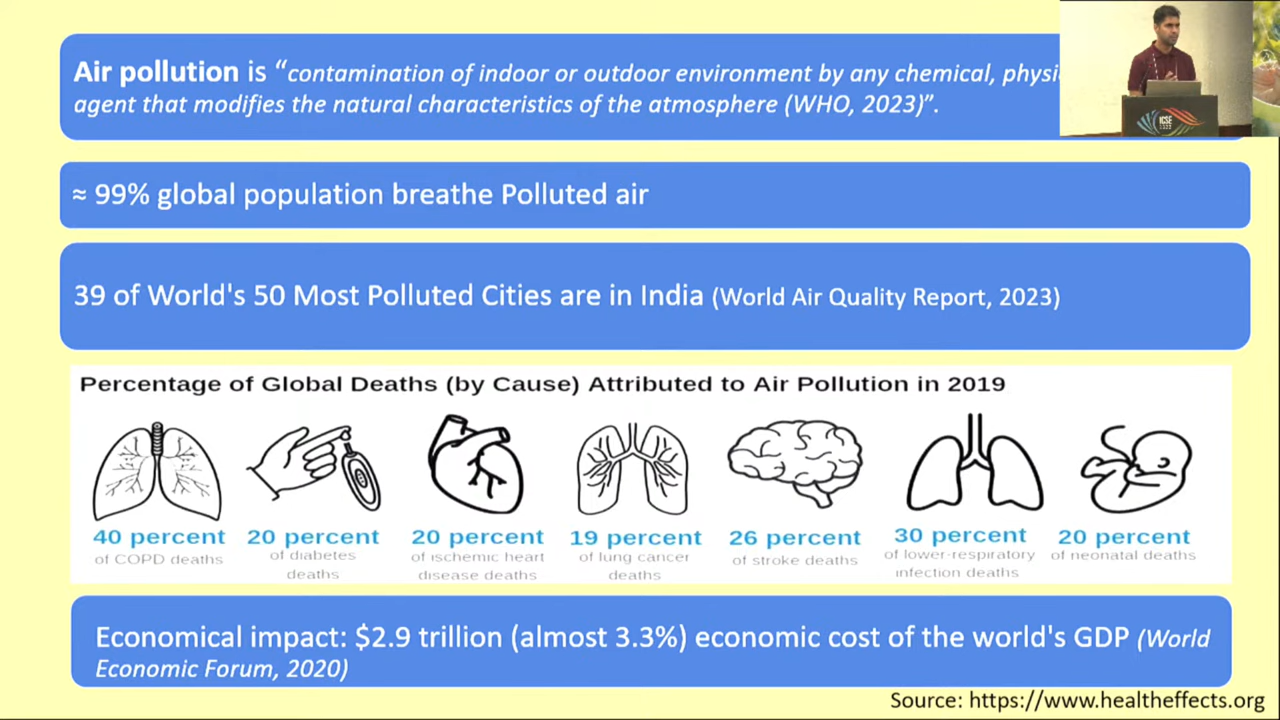 Air pollution is “contamination of indoor or outdoor environment by any chemical,
agent that modifies the natural characteristics of the atmosphere (WHO, 2023)”.
≈ 99% global population breathe Polluted air
39 of World's 50 Most Polluted Cities are in India (World Air Quality Report, 2023)
Percentage of Global Deaths (by Cause) Attributed to Air Pollution in 2019
40 percent
of COPD deaths
20 percent
of diabetes
deaths
20 percent
of ischemic heart
disease deaths
19 percent
of lung cancer
deaths
26 percent
of stroke deaths
30 percent
of lower-respiratory
infection deaths
20 percent
of neonatal deaths
Economical impact: $2.9 trillion (almost 3.3%) economic cost of the world's GDP (World
Economic Forum, 2020)
Source: https://www.healtheffects.org
ICSE